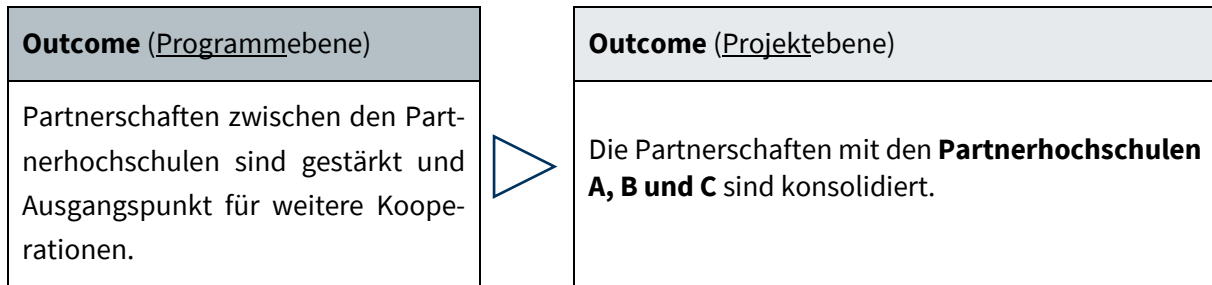 Outcome (Programmebene)
Partnerschaften zwischen den Part-
nerhochschulen sind gestärkt und
Ausgangspunkt für weitere Koope-
rationen.
Outcome (Projektebene)
Die Partnerschaften mit den Partnerhochschulen
A, B und C sind konsolidiert.